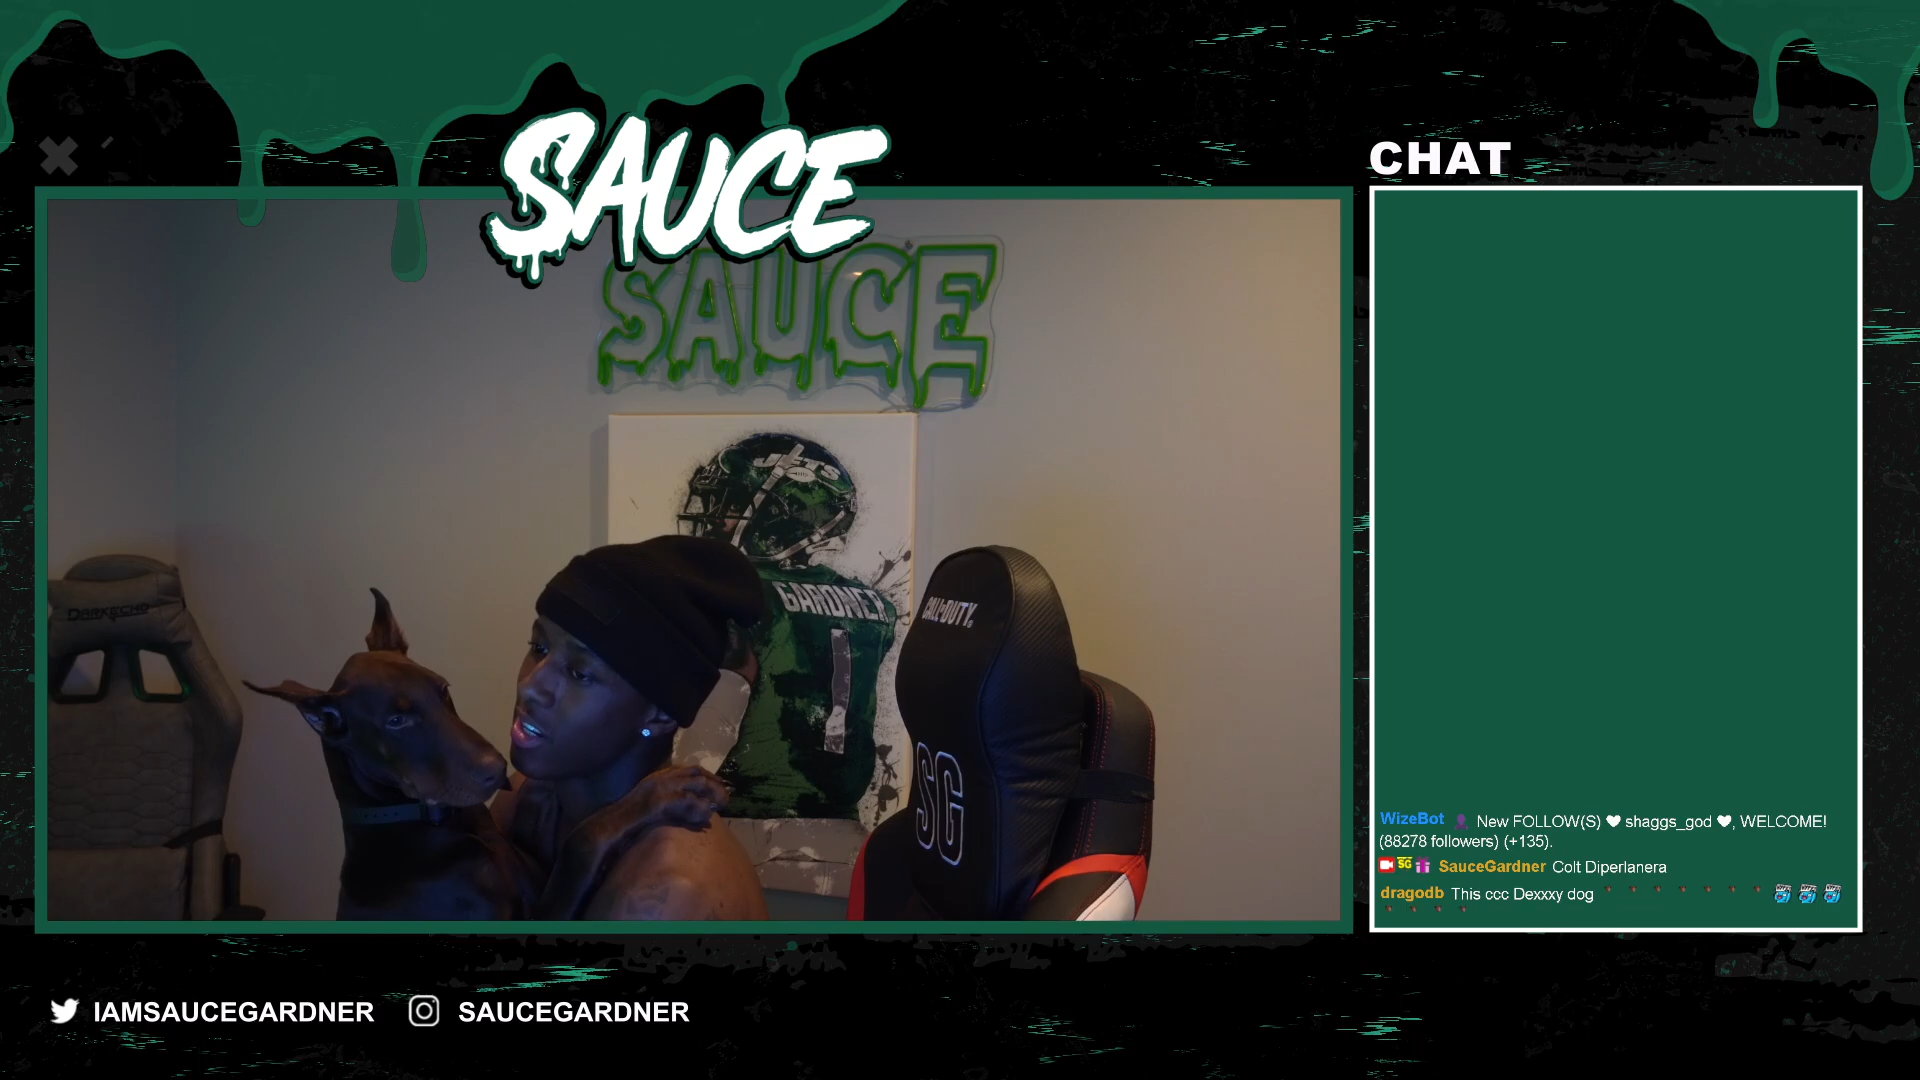 SAUCE
CHAT
SAUCE
JETS
GARDNER
1
DARKECHO
CALL OF DUTY
SG
WizeBot New FOLLOW(S) ♥ shaggs_god ♥, WELCOME!
(88278 followers) (+135).
SG SauceGardner Colt Diperlanera
dragodb This ccc Dexxxy dog
IAMSAUCEGARDNER SAUCEGARDNER